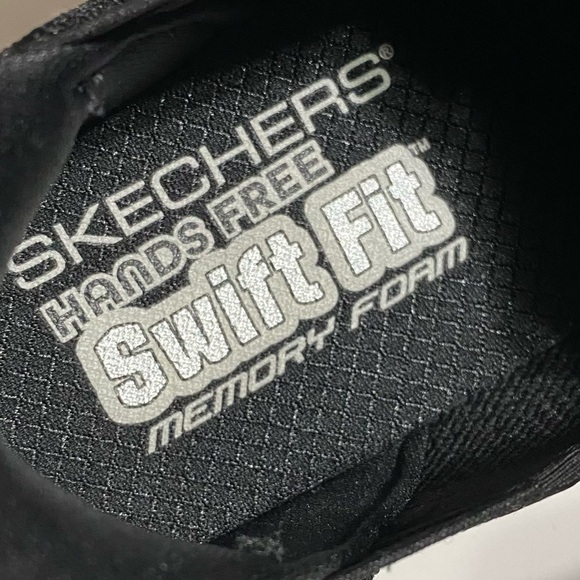 SKECHERS®
HANDS FREE
Swift Fit™
MEMORY FOAM